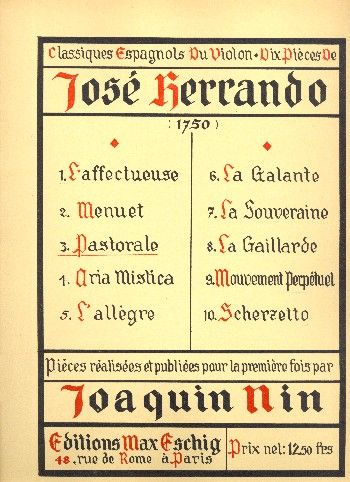 Classiques Espagnols Du Violon • Dix Pièces De
José Herrando
(1750)
1. L'affectueuse
2. Menuet
3. Pastorale
4. Aria Mistica
5. L'allègre
6. La Galante
7. La Souveraine
8. La Gaillarde
9. Mouvement Perpétuel
10. Scherzetto
Pièces réalisées et publiées pour la première fois par
Joaquin Nin
Editions Max Eschig
48, rue de Rome à Paris
Prix net: 12.50 frs